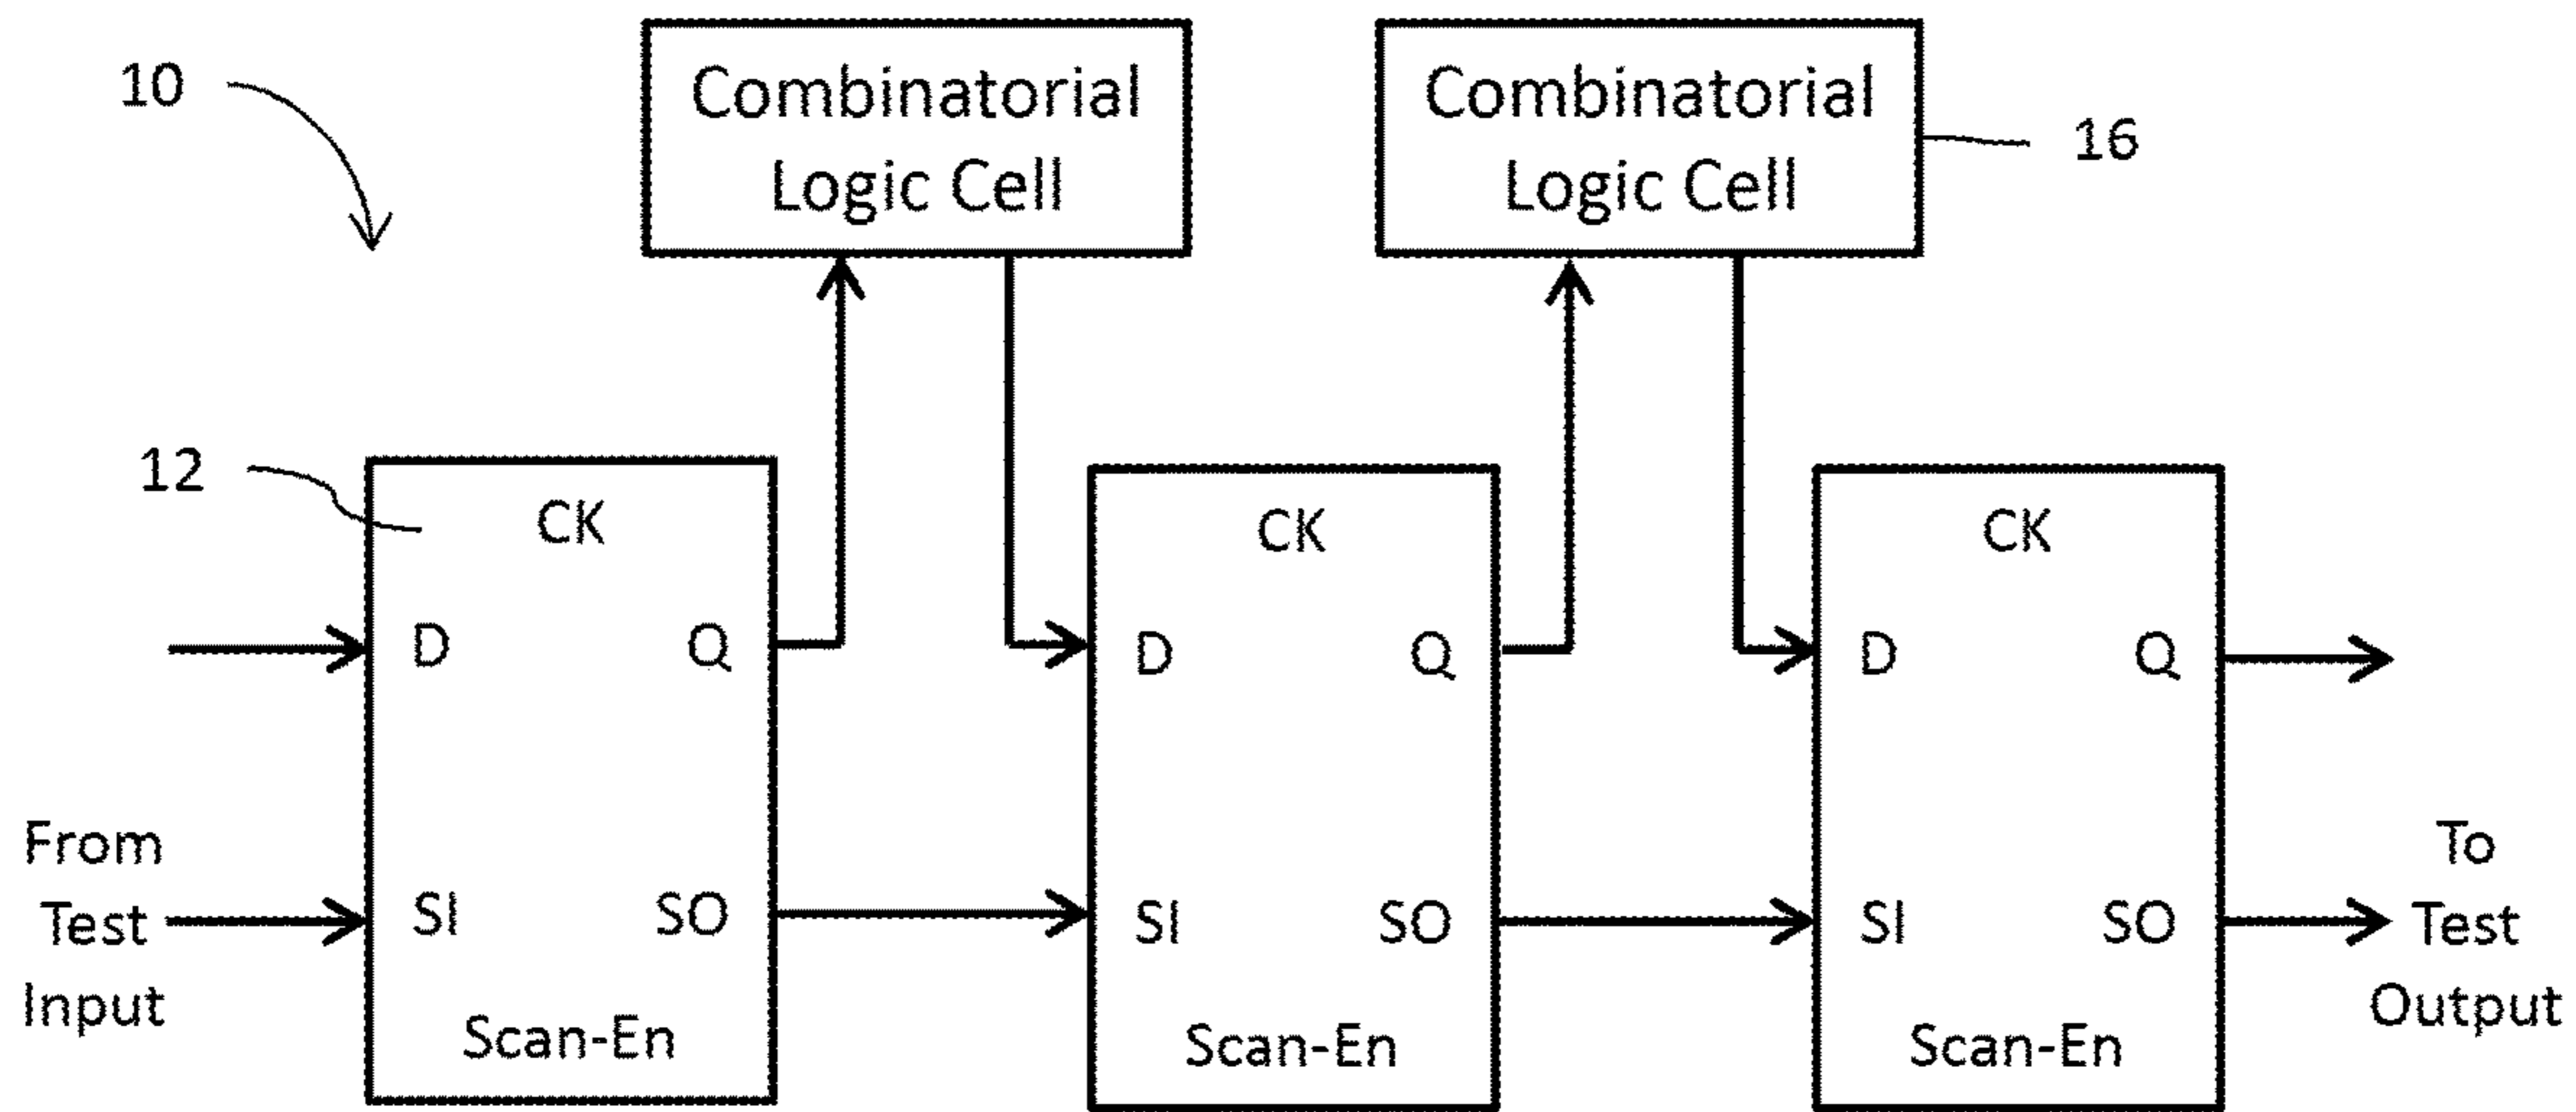 10
Combinatorial
Logic Cell
Combinatorial
Logic Cell
16
12
CK
D
Q
SI
SO
Scan-En
CK
D
Q
SI
SO
Scan-En
CK
D
Q
SI
SO
Scan-En
From
Test
Input
To
Test
Output